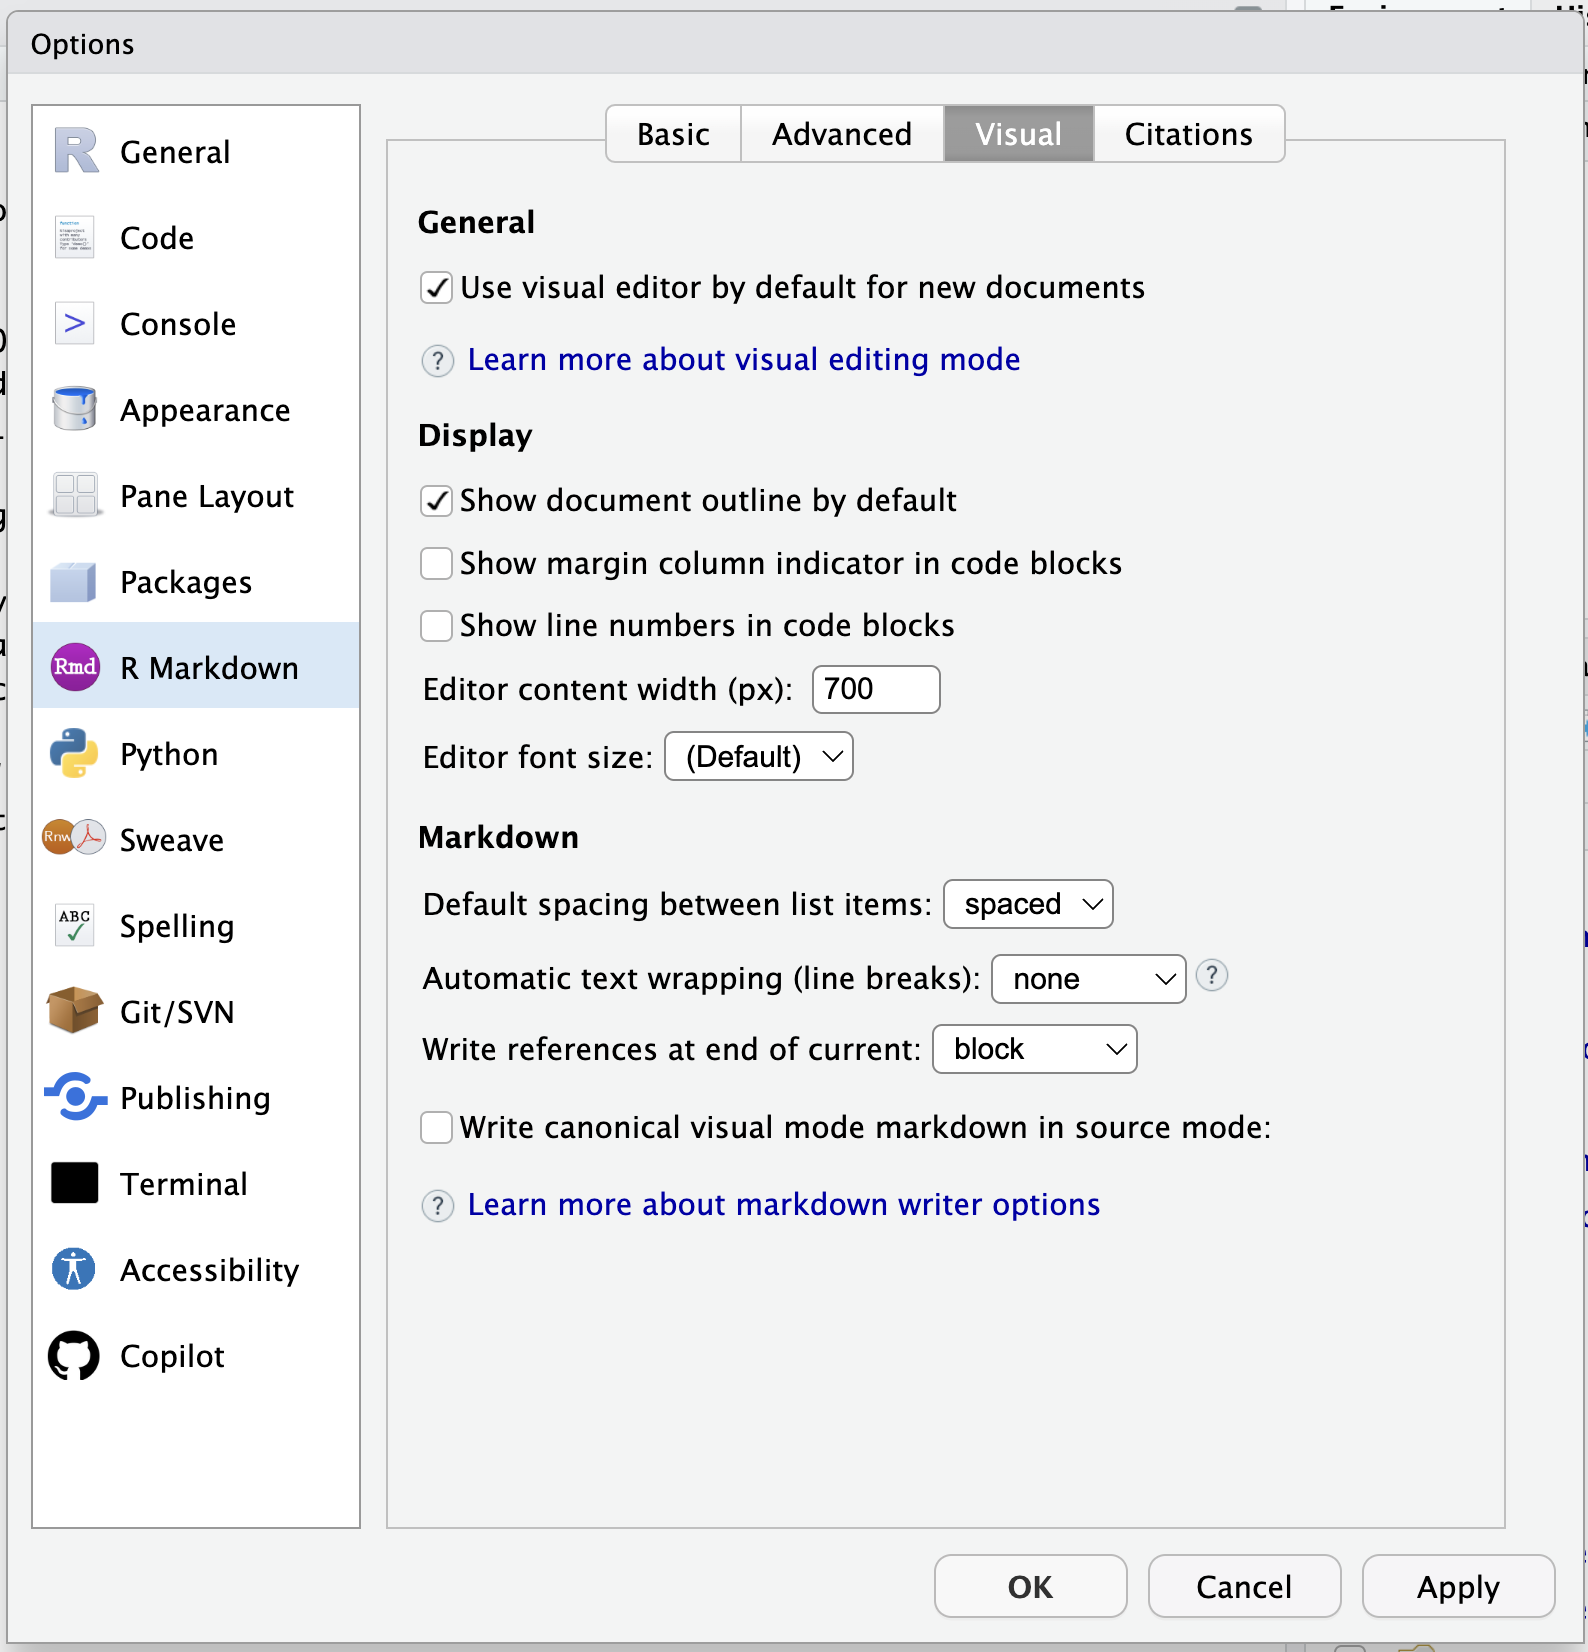 Options
General
Code
Console
Appearance
Pane Layout
Packages
Rmd R Markdown
Python
Rnw Sweave
ABC Spelling
Git/SVN
Publishing
Terminal
Accessibility
Copilot
Basic Advanced Visual Citations
General
Use visual editor by default for new documents
? Learn more about visual editing mode
Display
Show document outline by default
Show margin column indicator in code blocks
Show line numbers in code blocks
Editor content width (px): 700
Editor font size: (Default)
Markdown
Default spacing between list items: spaced
Automatic text wrapping (line breaks): none ?
Write references at end of current: block
Write canonical visual mode markdown in source mode:
? Learn more about markdown writer options
OK Cancel Apply